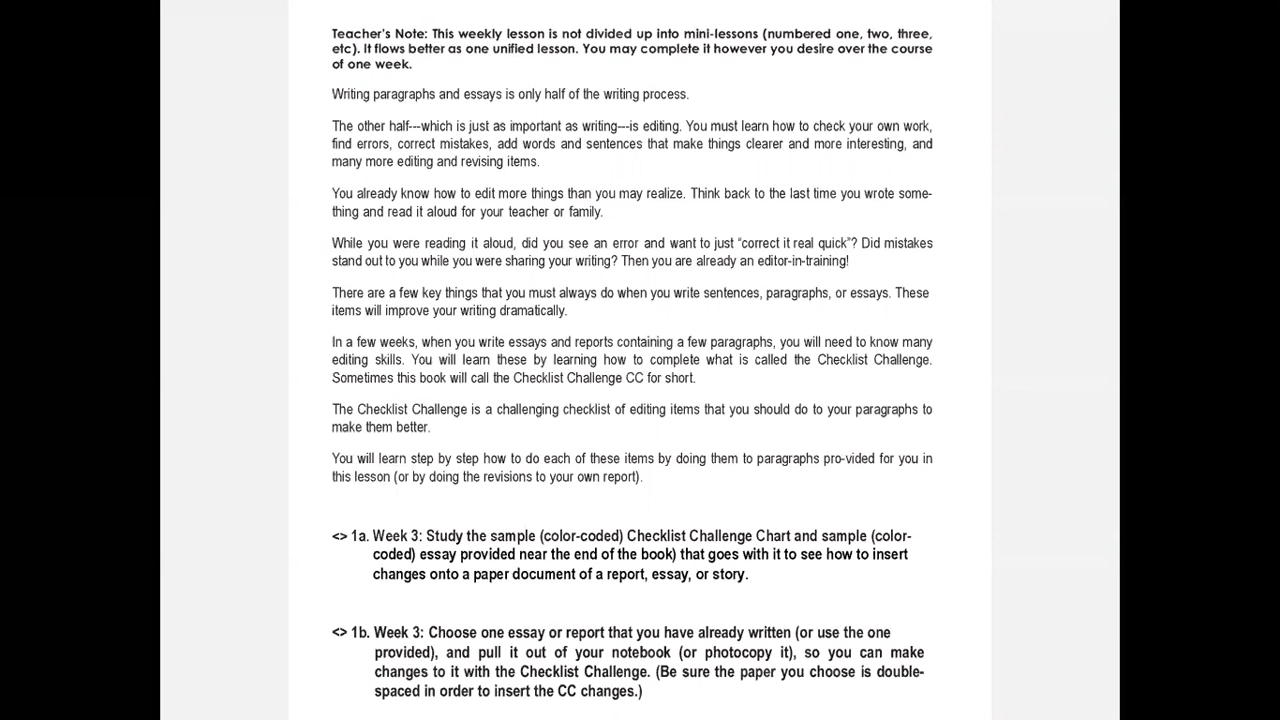 Teacher's Note: This weekly lesson is not divided up into mini-lessons (numbered one, two, three,
etc). It flows better as one unified lesson. You may complete it however you desire over the course
of one week.
Writing paragraphs and essays is only half of the writing process.
The other half---which is just as important as writing---is editing. You must learn how to check your own work,
find errors, correct mistakes, add words and sentences that make things clearer and more interesting, and
many more editing and revising items.
You already know how to edit more things than you may realize. Think back to the last time you wrote some-
thing and read it aloud for your teacher or family.
While you were reading it aloud, did you see an error and want to just “correct it real quick”? Did mistakes
stand out to you while you were sharing your writing? Then you are already an editor-in-training!
There are a few key things that you must always do when you write sentences, paragraphs, or essays. These
items will improve your writing dramatically.
In a few weeks, when you write essays and reports containing a few paragraphs, you will need to know many
editing skills. You will learn these by learning how to complete what is called the Checklist Challenge.
Sometimes this book will call the Checklist Challenge CC for short.
The Checklist Challenge is a challenging checklist of editing items that you should do to your paragraphs to
make them better.
You will learn step by step how to do each of these items by doing them to paragraphs pro-vided for you in
this lesson (or by doing the revisions to your own report).
<> 1a. Week 3: Study the sample (color-coded) Checklist Challenge Chart and sample (color-
coded) essay provided near the end of the book) that goes with it to see how to insert
changes onto a paper document of a report, essay, or story.
<> 1b. Week 3: Choose one essay or report that you have already written (or use the one
provided), and pull it out of your notebook (or photocopy it), so you can make
changes to it with the Checklist Challenge. (Be sure the paper you choose is double-
spaced in order to insert the CC changes.)